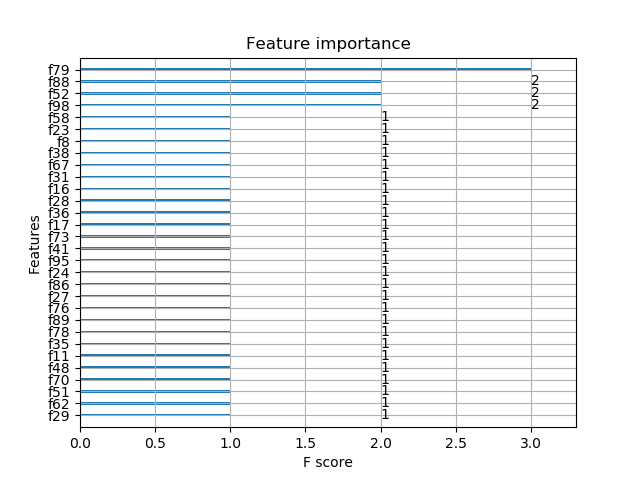 Feature importance
f79
f88 2
f52 2
f98 2
f58 1
f23 1
f8 1
f38 1
f67 1
f31 1
f16 1
f28 1
f36 1
f17 1
f73 1
f41 1
f95 1
f24 1
f86 1
f27 1
f76 1
f89 1
f78 1
f35 1
f11 1
f48 1
f70 1
f51 1
f62 1
f29 1
Features
0.0 0.5 1.0 1.5 2.0 2.5 3.0
F score